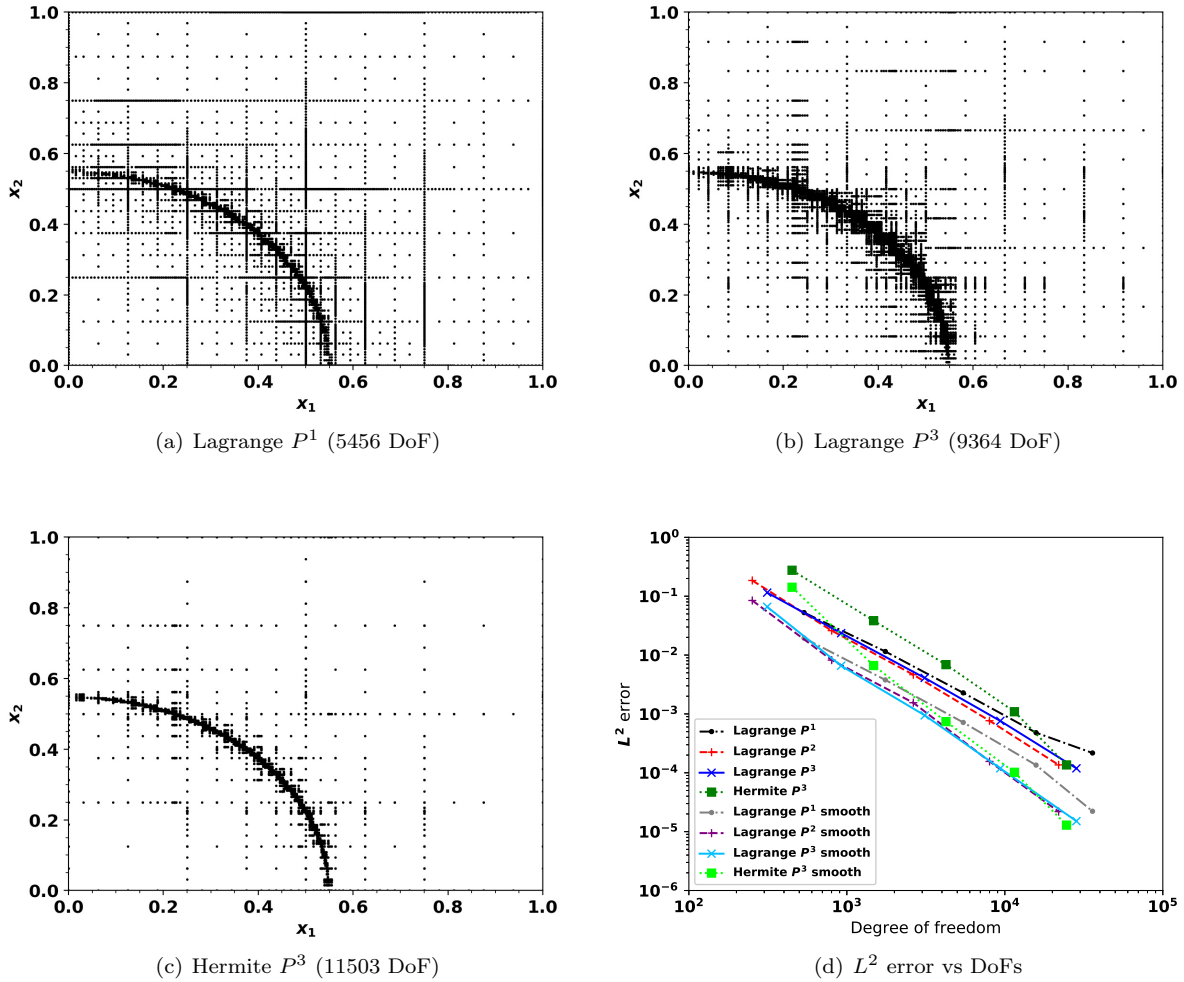 1.0
0.8
0.6
0.4
0.2
0.0
x₂
0.0 0.2 0.4 0.6 0.8 1.0
x₁
(a) Lagrange P¹ (5456 DoF)
1.0
0.8
0.6
0.4
0.2
0.0
x₂
0.0 0.2 0.4 0.6 0.8 1.0
x₁
(b) Lagrange P³ (9364 DoF)
1.0
0.8
0.6
0.4
0.2
0.0
x₂
0.0 0.2 0.4 0.6 0.8 1.0
x₁
(c) Hermite P³ (11503 DoF)
10⁰
10⁻¹
10⁻²
10⁻³
10⁻⁴
10⁻⁵
10⁻⁶
L² error
Lagrange P¹
Lagrange P²
Lagrange P³
Hermite P³
Lagrange P¹ smooth
Lagrange P² smooth
Lagrange P³ smooth
Hermite P³ smooth
10² 10³ 10⁴ 10⁵
Degree of freedom
(d) L² error vs DoFs